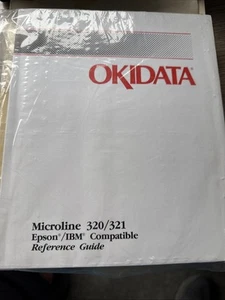 OKIDATA®
Microline 320/321
Epson®/IBM® Compatible
Reference Guide